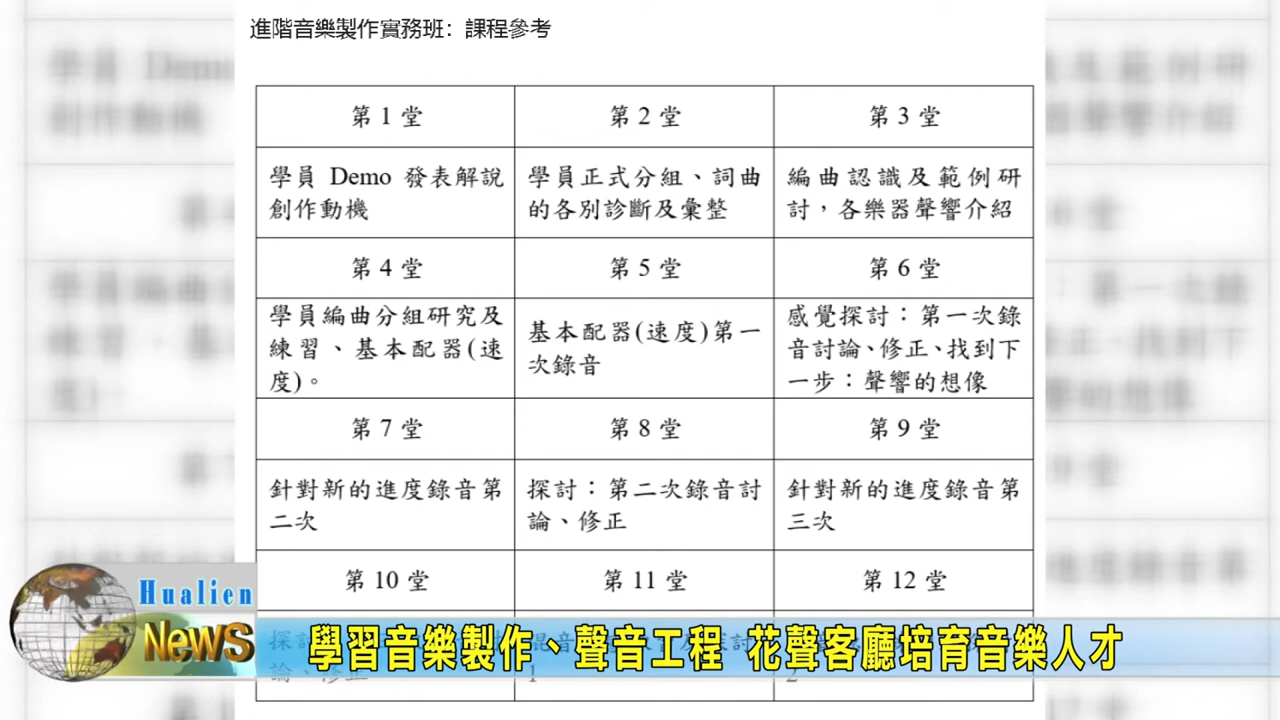 進階音樂製作實務班：課程參考
第 1 堂
第 2 堂
第 3 堂
學員 Demo 發表解說
創作動機
學員正式分組、詞曲
的各別診斷及彙整
編曲認識及範例研
討，各樂器聲響介紹
第 4 堂
第 5 堂
第 6 堂
學員編曲分組研究及
練習、基本配器(速
度)。
基本配器(速度)第一
次錄音
感覺探討：第一次錄
音討論、修正、找到下
一步：聲響的想像
第 7 堂
第 8 堂
第 9 堂
針對新的進度錄音第
二次
探討：第二次錄音討
論、修正
針對新的進度錄音第
三次
第 10 堂
第 11 堂
第 12 堂
Hualien
News
學習音樂製作、聲音工程 花聲客廳培育音樂人才